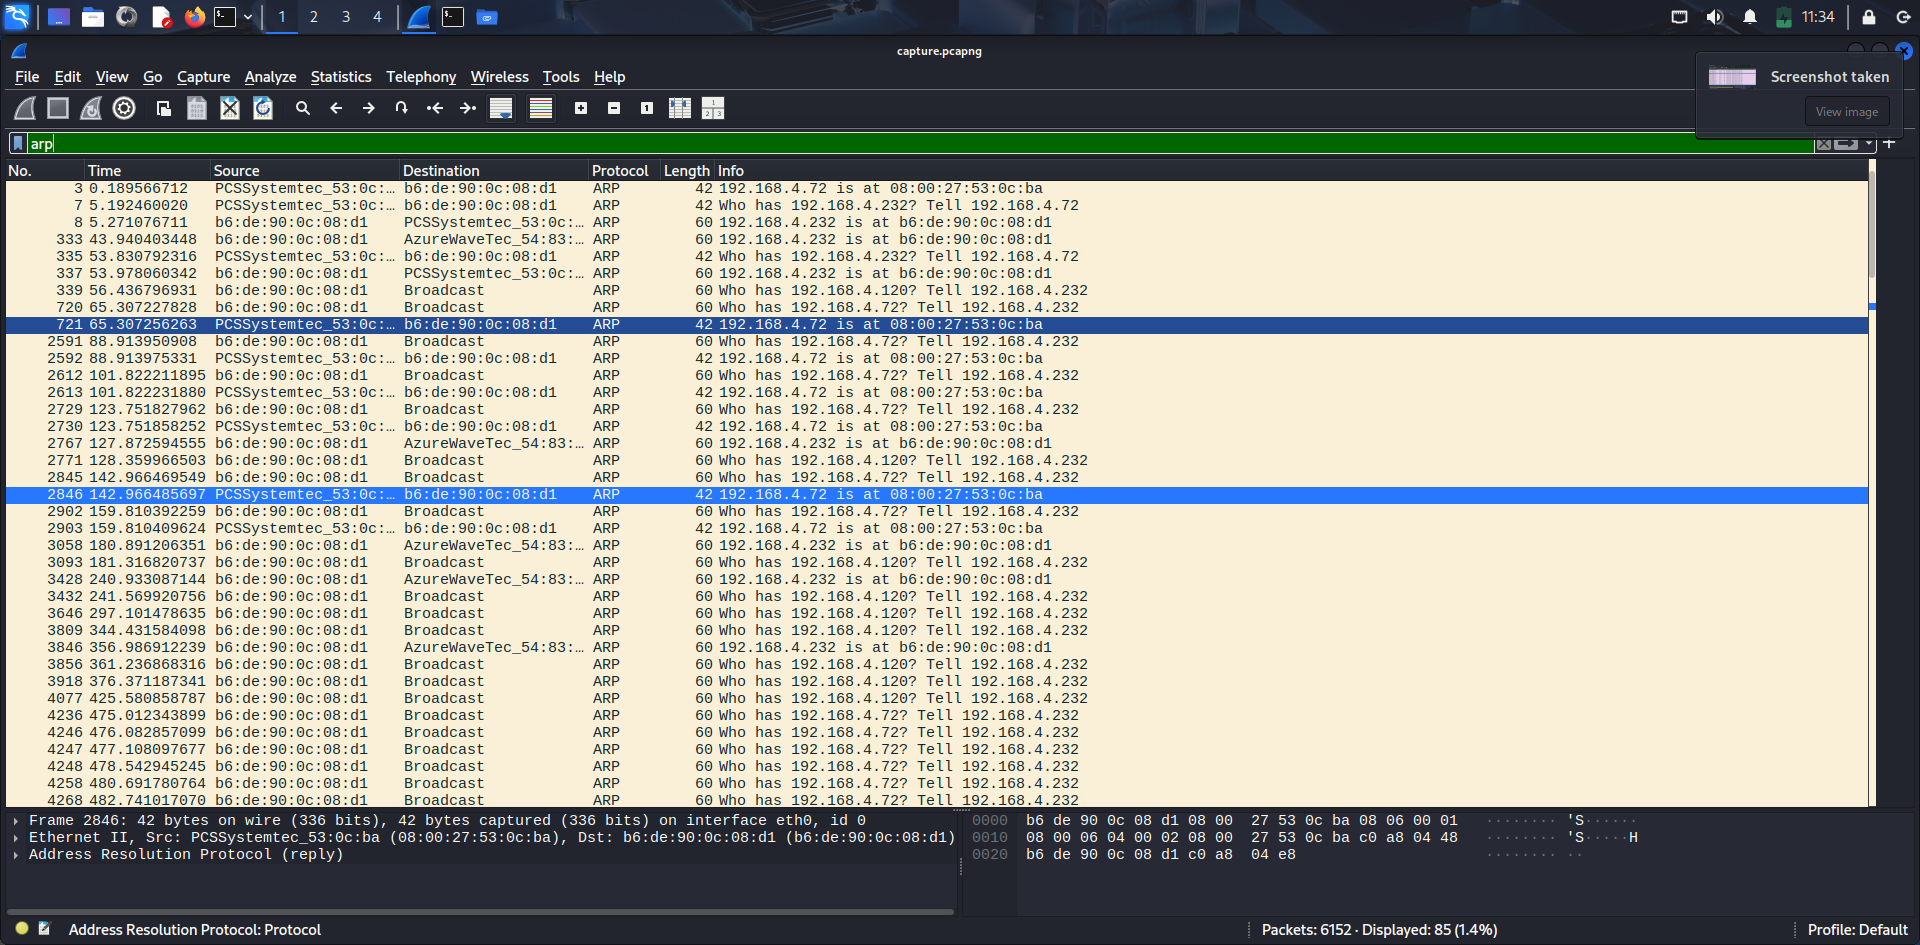 1 2 3 4 11:34
capture.pcapng
File Edit View Go Capture Analyze Statistics Telephony Wireless Tools Help
Screenshot taken
View image
arp
No. Time Source Destination Protocol Length Info
3 0.189566712 PCSSystemtec_53:0c:… b6:de:90:0c:08:d1 ARP 42 192.168.4.72 is at 08:00:27:53:0c:ba
7 5.192460020 PCSSystemtec_53:0c:… b6:de:90:0c:08:d1 ARP 42 Who has 192.168.4.232? Tell 192.168.4.72
8 5.271076711 b6:de:90:0c:08:d1 PCSSystemtec_53:0c:… ARP 60 192.168.4.232 is at b6:de:90:0c:08:d1
333 43.940403448 b6:de:90:0c:08:d1 AzureWaveTec_54:83:… ARP 60 192.168.4.232 is at b6:de:90:0c:08:d1
335 53.830792316 PCSSystemtec_53:0c:… b6:de:90:0c:08:d1 ARP 42 Who has 192.168.4.232? Tell 192.168.4.72
337 53.978060342 b6:de:90:0c:08:d1 PCSSystemtec_53:0c:… ARP 60 192.168.4.232 is at b6:de:90:0c:08:d1
339 56.436796931 b6:de:90:0c:08:d1 Broadcast ARP 60 Who has 192.168.4.120? Tell 192.168.4.232
720 65.307227828 b6:de:90:0c:08:d1 Broadcast ARP 60 Who has 192.168.4.72? Tell 192.168.4.232
721 65.307256263 PCSSystemtec_53:0c:… b6:de:90:0c:08:d1 ARP 42 192.168.4.72 is at 08:00:27:53:0c:ba
2591 88.913950908 b6:de:90:0c:08:d1 Broadcast ARP 60 Who has 192.168.4.72? Tell 192.168.4.232
2592 88.913975331 PCSSystemtec_53:0c:… b6:de:90:0c:08:d1 ARP 42 192.168.4.72 is at 08:00:27:53:0c:ba
2612 101.822211895 b6:de:90:0c:08:d1 Broadcast ARP 60 Who has 192.168.4.72? Tell 192.168.4.232
2613 101.822231880 PCSSystemtec_53:0c:… b6:de:90:0c:08:d1 ARP 42 192.168.4.72 is at 08:00:27:53:0c:ba
2729 123.751827962 b6:de:90:0c:08:d1 Broadcast ARP 60 Who has 192.168.4.72? Tell 192.168.4.232
2730 123.751858252 PCSSystemtec_53:0c:… b6:de:90:0c:08:d1 ARP 42 192.168.4.72 is at 08:00:27:53:0c:ba
2767 127.872594555 b6:de:90:0c:08:d1 AzureWaveTec_54:83:… ARP 60 192.168.4.232 is at b6:de:90:0c:08:d1
2771 128.359966503 b6:de:90:0c:08:d1 Broadcast ARP 60 Who has 192.168.4.120? Tell 192.168.4.232
2845 142.966469549 b6:de:90:0c:08:d1 Broadcast ARP 60 Who has 192.168.4.72? Tell 192.168.4.232
2846 142.966485697 PCSSystemtec_53:0c:… b6:de:90:0c:08:d1 ARP 42 192.168.4.72 is at 08:00:27:53:0c:ba
2902 159.810392259 b6:de:90:0c:08:d1 Broadcast ARP 60 Who has 192.168.4.72? Tell 192.168.4.232
2903 159.810409624 PCSSystemtec_53:0c:… b6:de:90:0c:08:d1 ARP 42 192.168.4.72 is at 08:00:27:53:0c:ba
3058 180.891206351 b6:de:90:0c:08:d1 AzureWaveTec_54:83:… ARP 60 192.168.4.232 is at b6:de:90:0c:08:d1
3093 181.316820737 b6:de:90:0c:08:d1 Broadcast ARP 60 Who has 192.168.4.120? Tell 192.168.4.232
3428 240.933087144 b6:de:90:0c:08:d1 AzureWaveTec_54:83:… ARP 60 192.168.4.232 is at b6:de:90:0c:08:d1
3432 241.569920756 b6:de:90:0c:08:d1 Broadcast ARP 60 Who has 192.168.4.120? Tell 192.168.4.232
3646 297.101478635 b6:de:90:0c:08:d1 Broadcast ARP 60 Who has 192.168.4.120? Tell 192.168.4.232
3809 344.431584098 b6:de:90:0c:08:d1 Broadcast ARP 60 Who has 192.168.4.120? Tell 192.168.4.232
3846 356.986912239 b6:de:90:0c:08:d1 AzureWaveTec_54:83:… ARP 60 192.168.4.232 is at b6:de:90:0c:08:d1
3856 361.236868316 b6:de:90:0c:08:d1 Broadcast ARP 60 Who has 192.168.4.120? Tell 192.168.4.232
3918 376.371187341 b6:de:90:0c:08:d1 Broadcast ARP 60 Who has 192.168.4.120? Tell 192.168.4.232
4077 425.580858787 b6:de:90:0c:08:d1 Broadcast ARP 60 Who has 192.168.4.120? Tell 192.168.4.232
4236 475.012343899 b6:de:90:0c:08:d1 Broadcast ARP 60 Who has 192.168.4.72? Tell 192.168.4.232
4246 476.082857099 b6:de:90:0c:08:d1 Broadcast ARP 60 Who has 192.168.4.72? Tell 192.168.4.232
4247 477.108097677 b6:de:90:0c:08:d1 Broadcast ARP 60 Who has 192.168.4.72? Tell 192.168.4.232
4248 478.542945245 b6:de:90:0c:08:d1 Broadcast ARP 60 Who has 192.168.4.72? Tell 192.168.4.232
4258 480.691780764 b6:de:90:0c:08:d1 Broadcast ARP 60 Who has 192.168.4.72? Tell 192.168.4.232
4268 482.741017070 b6:de:90:0c:08:d1 Broadcast ARP 60 Who has 192.168.4.72? Tell 192.168.4.232
Frame 2846: 42 bytes on wire (336 bits), 42 bytes captured (336 bits) on interface eth0, id 0
Ethernet II, Src: PCSSystemtec_53:0c:ba (08:00:27:53:0c:ba), Dst: b6:de:90:0c:08:d1 (b6:de:90:0c:08:d1)
Address Resolution Protocol (reply)
0000 b6 de 90 0c 08 d1 08 00 27 53 0c ba 08 06 00 01 ········ 'S······
0010 08 00 06 04 00 02 08 00 27 53 0c ba c0 a8 04 48 ········ 'S·····H
0020 b6 de 90 0c 08 d1 c0 a8 04 e8 ········ ··
Address Resolution Protocol: Protocol
Packets: 6152 · Displayed: 85 (1.4%)
Profile: Default